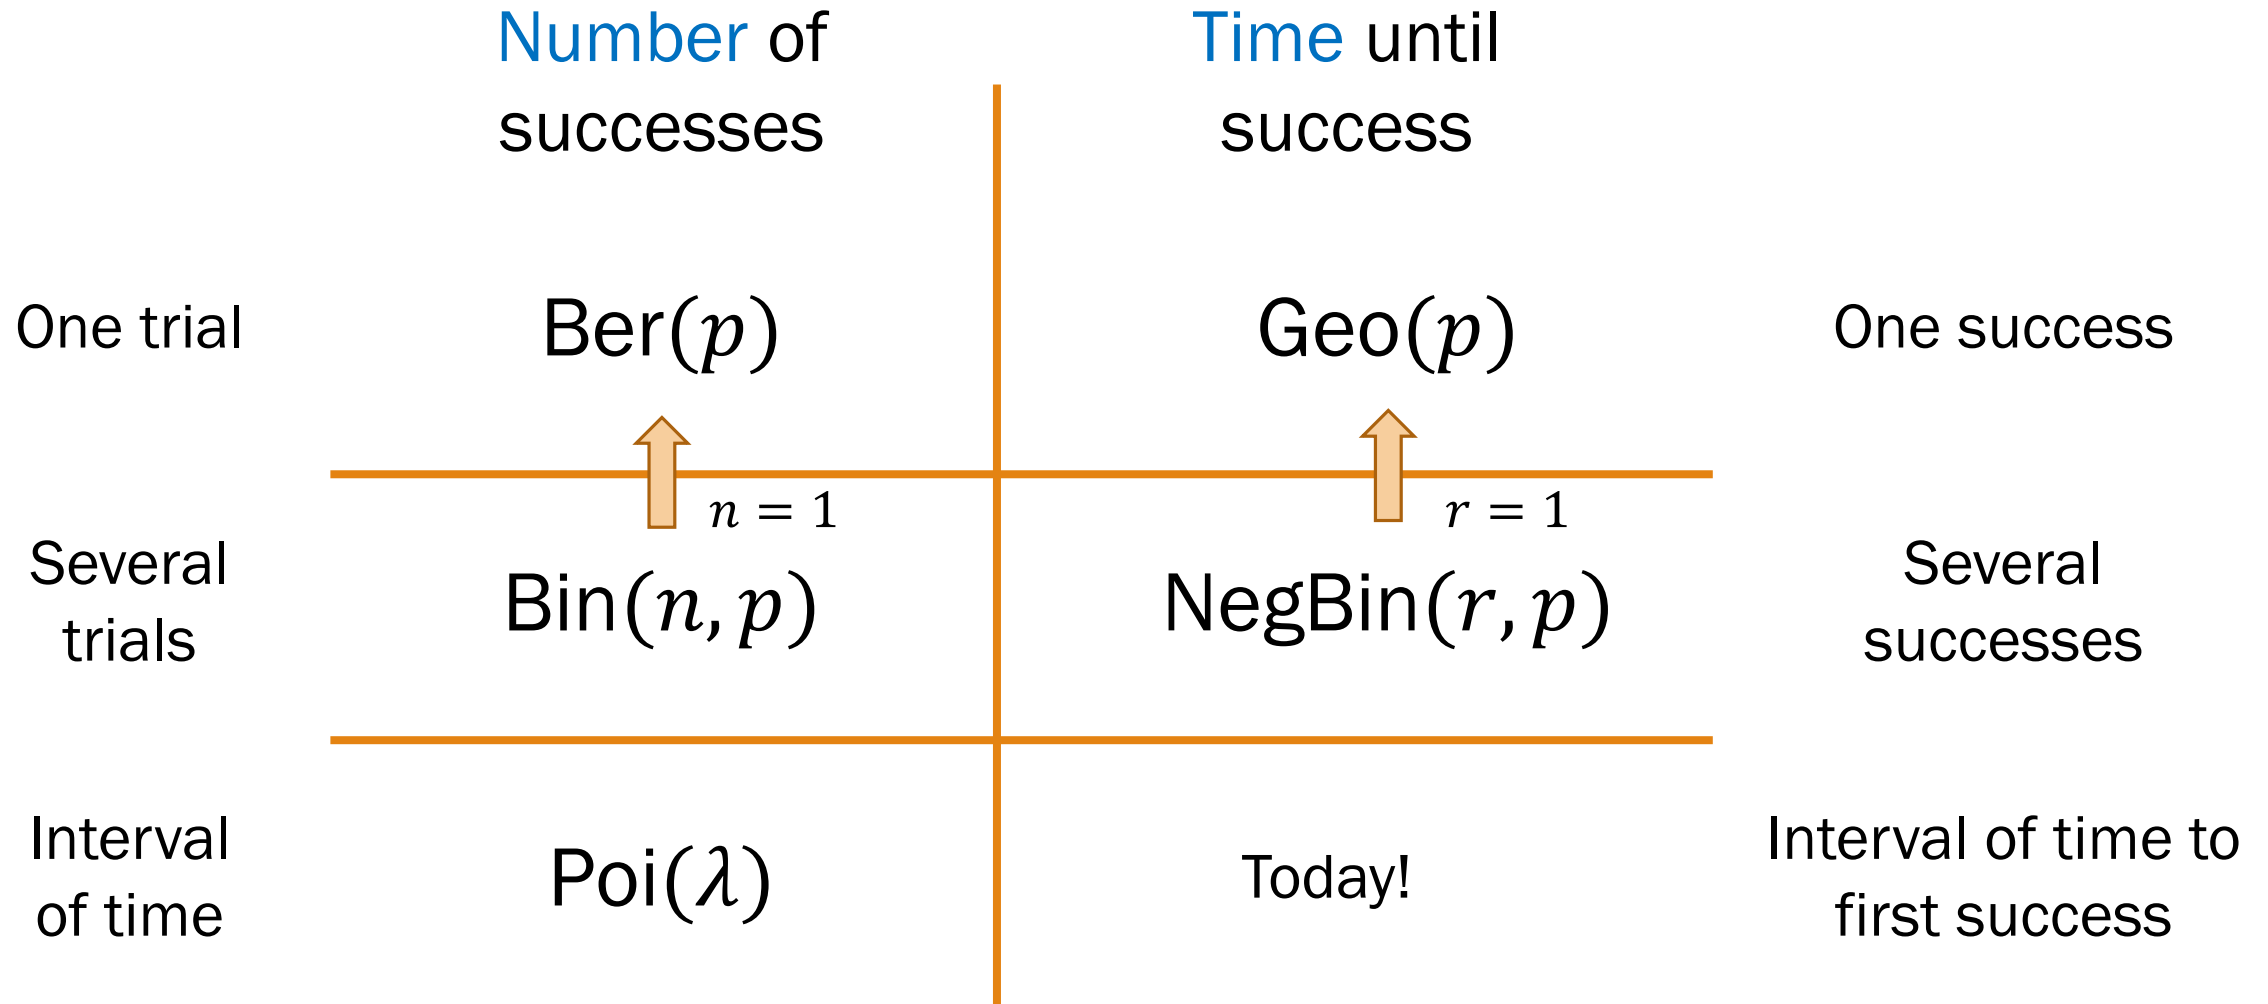 Number of
successes
Time until
success
One trial
Ber(p)
Geo(p)
One success
n = 1
r = 1
Several
trials
Bin(n, p)
NegBin(r, p)
Several
successes
Interval
of time
Poi(λ)
Today!
Interval of time to
first success